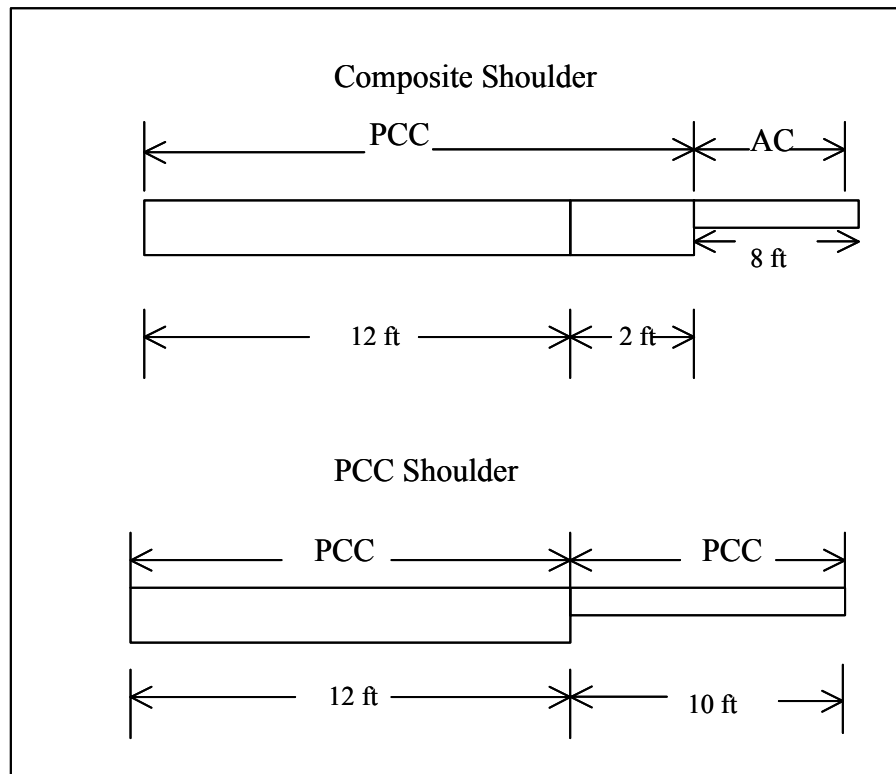 Composite Shoulder
PCC AC
8 ft
12 ft 2 ft
PCC Shoulder
PCC PCC
12 ft 10 ft